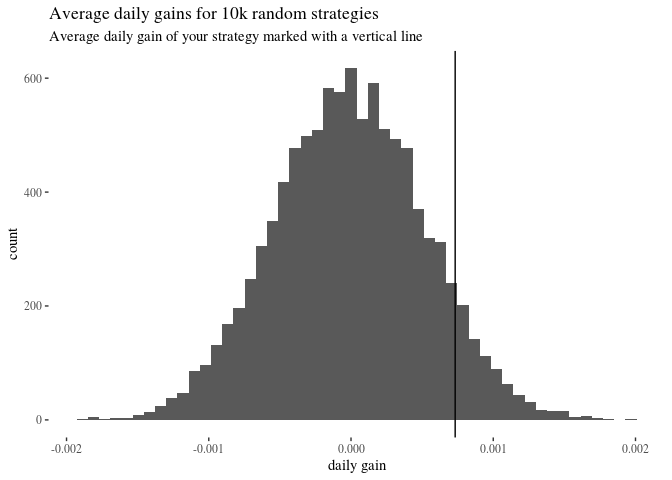 Average daily gains for 10k random strategies
Average daily gain of your strategy marked with a vertical line
600
400
200
0
count
-0.002 -0.001 0.000 0.001 0.002
daily gain